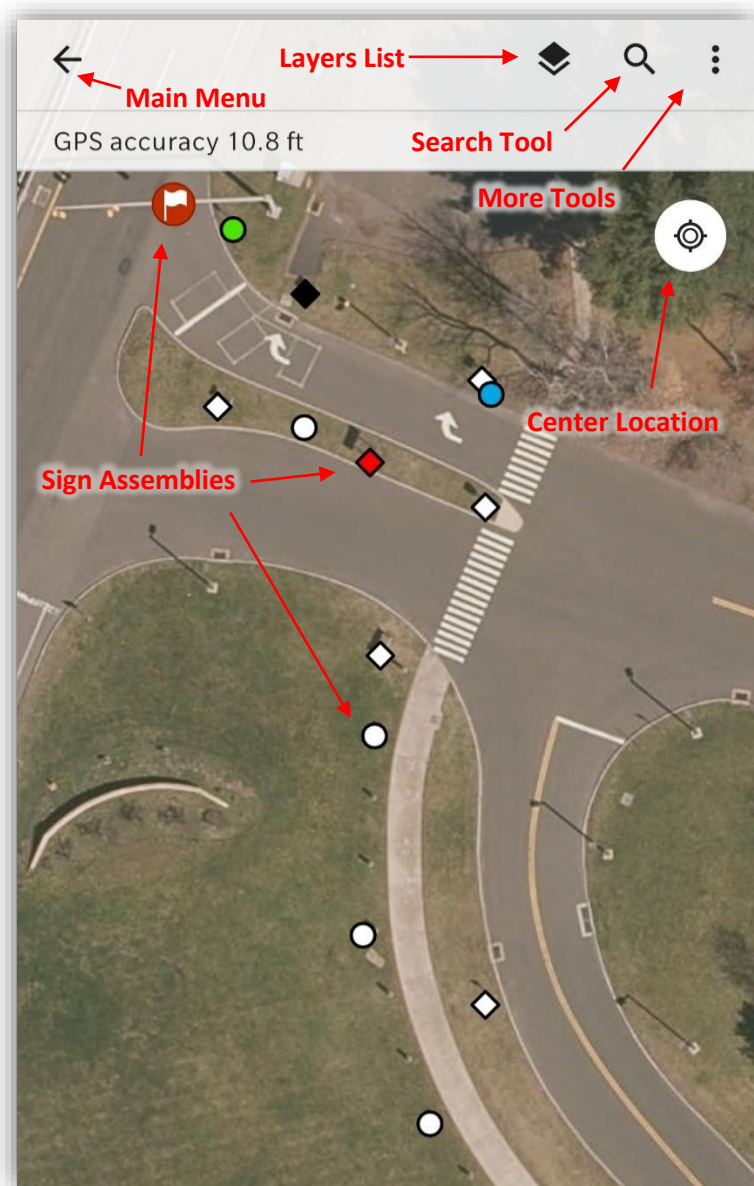 Layers List
Main Menu
GPS accuracy 10.8 ft
Search Tool
More Tools
Center Location
Sign Assemblies